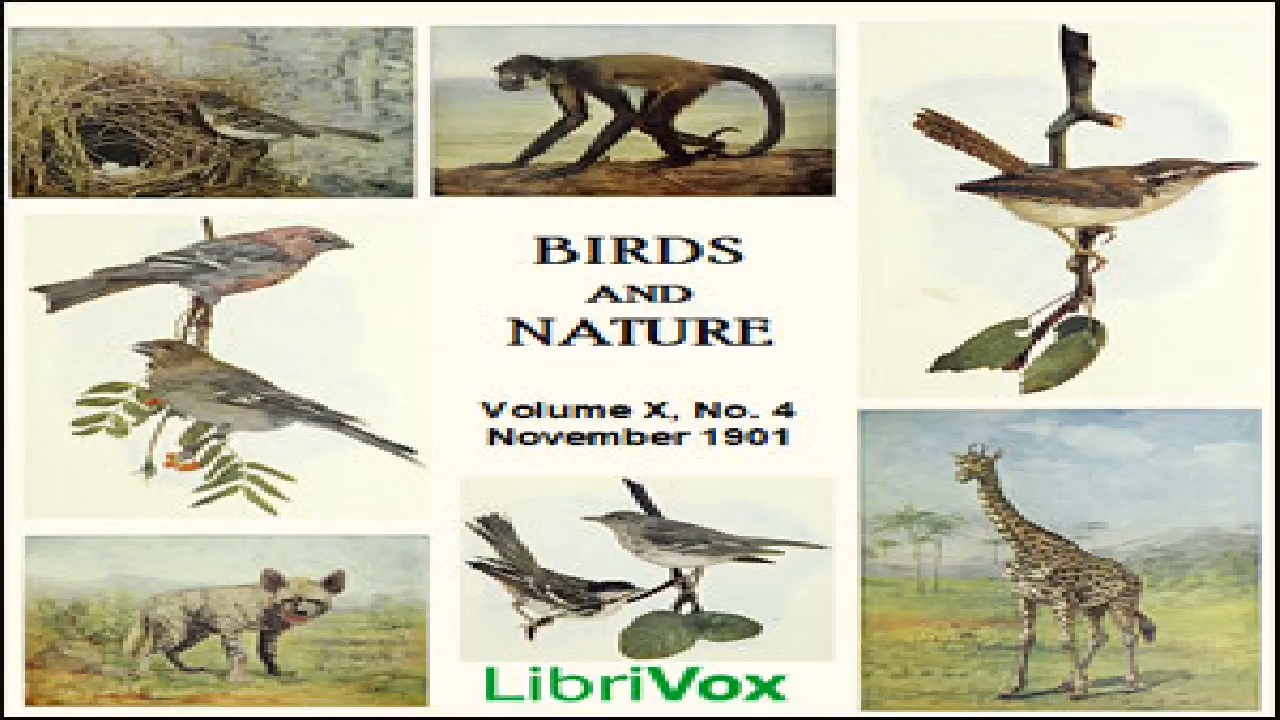 BIRDS
AND
NATURE
Volume X, No. 4
November 1901
LibriVox